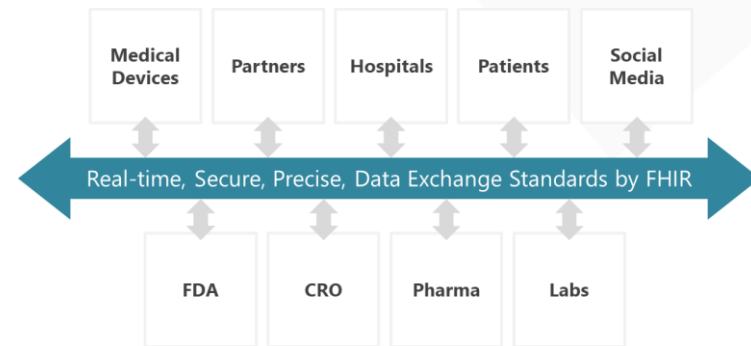 Medical
Devices
Partners
Hospitals
Patients
Social
Media
Real-time, Secure, Precise, Data Exchange Standards by FHIR
FDA
CRO
Pharma
Labs